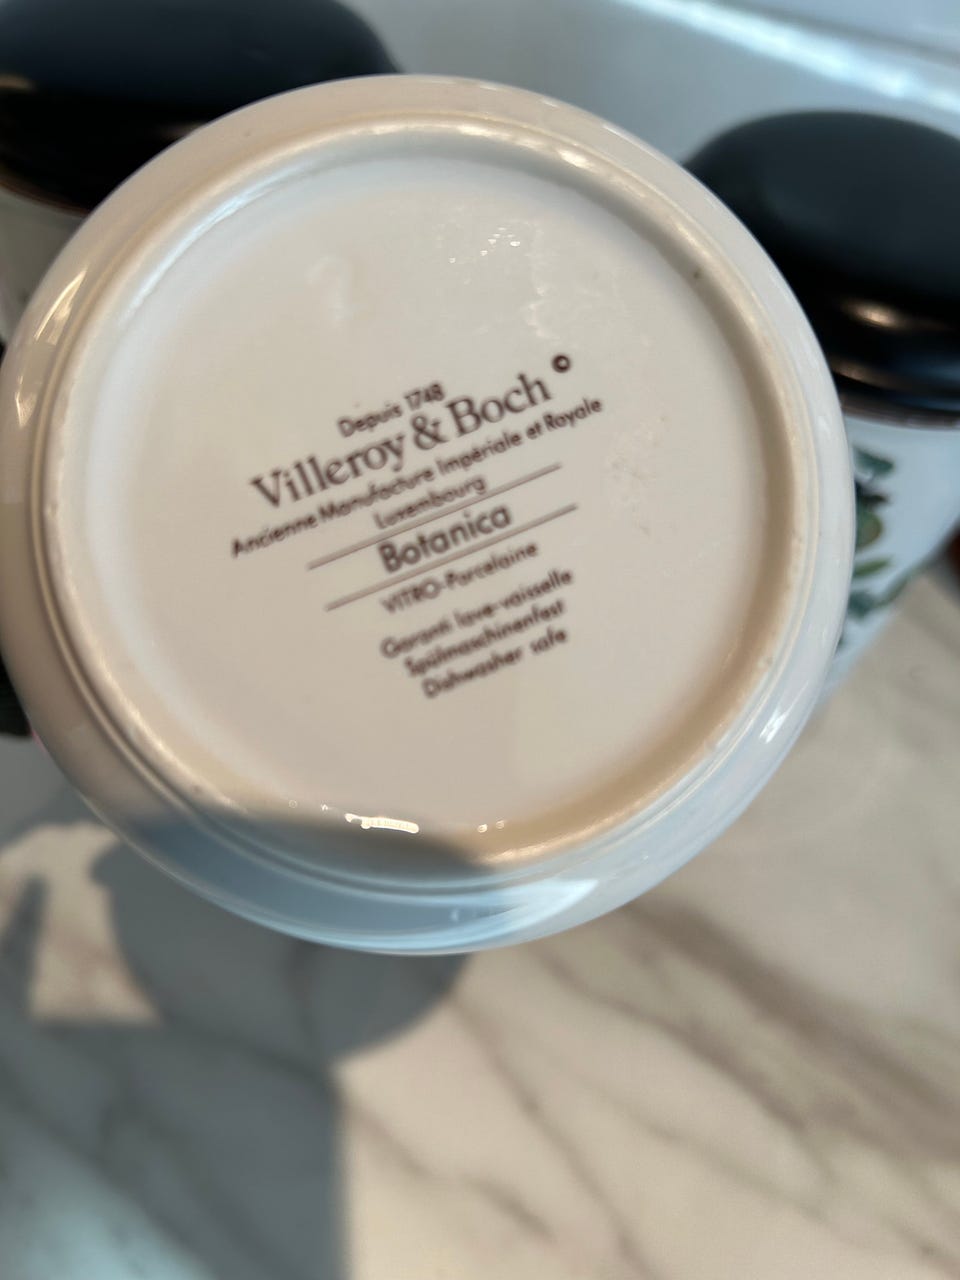 Depuis 1748
Villeroy & Boch ©
Ancienne Manufacture Impériale et Royale
Luxembourg
Botanica
VITRO-Porcelaine
Garanti lave-vaisselle
Spülmaschinenfest
Dishwasher safe